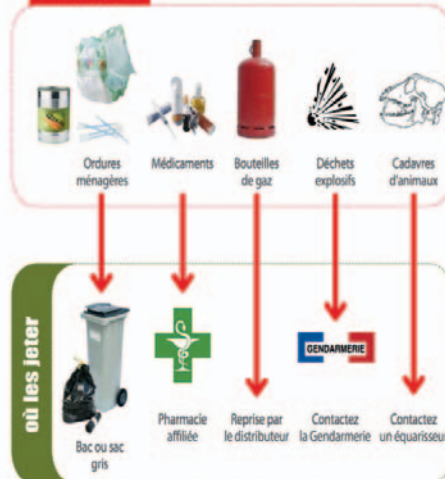 Ordures
ménagères
Médicaments
Bouteilles
de gaz
Déchets
explosifs
Cadavres
d'animaux
où les jeter
GENDARMERIE
Bac ou sac
gris
Pharmacie
affiliée
Reprise par
le distributeur
Contactez
la Gendarmerie
Contactez
un équarisseur